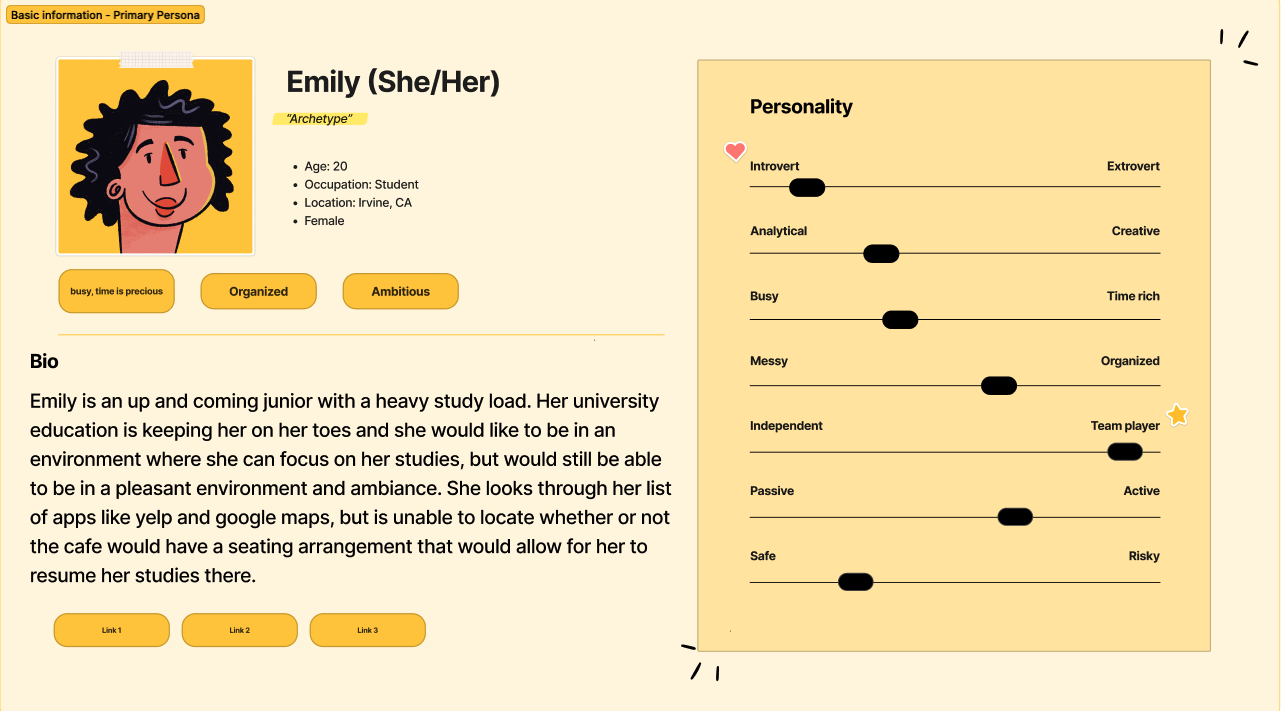 Basic information - Primary Persona
Emily (She/Her)
“Archetype”
• Age: 20
• Occupation: Student
• Location: Irvine, CA
• Female
busy, time is precious
Organized
Ambitious
Bio
Emily is an up and coming junior with a heavy study load. Her university
education is keeping her on her toes and she would like to be in an
environment where she can focus on her studies, but would still be able
to be in a pleasant environment and ambiance. She looks through her list
of apps like yelp and google maps, but is unable to locate whether or not
the cafe would have a seating arrangement that would allow for her to
resume her studies there.
Link 1
Link 2
Link 3
Personality
Introvert Extrovert
Analytical Creative
Busy Time rich
Messy Organized
Independent Team player
Passive Active
Safe Risky